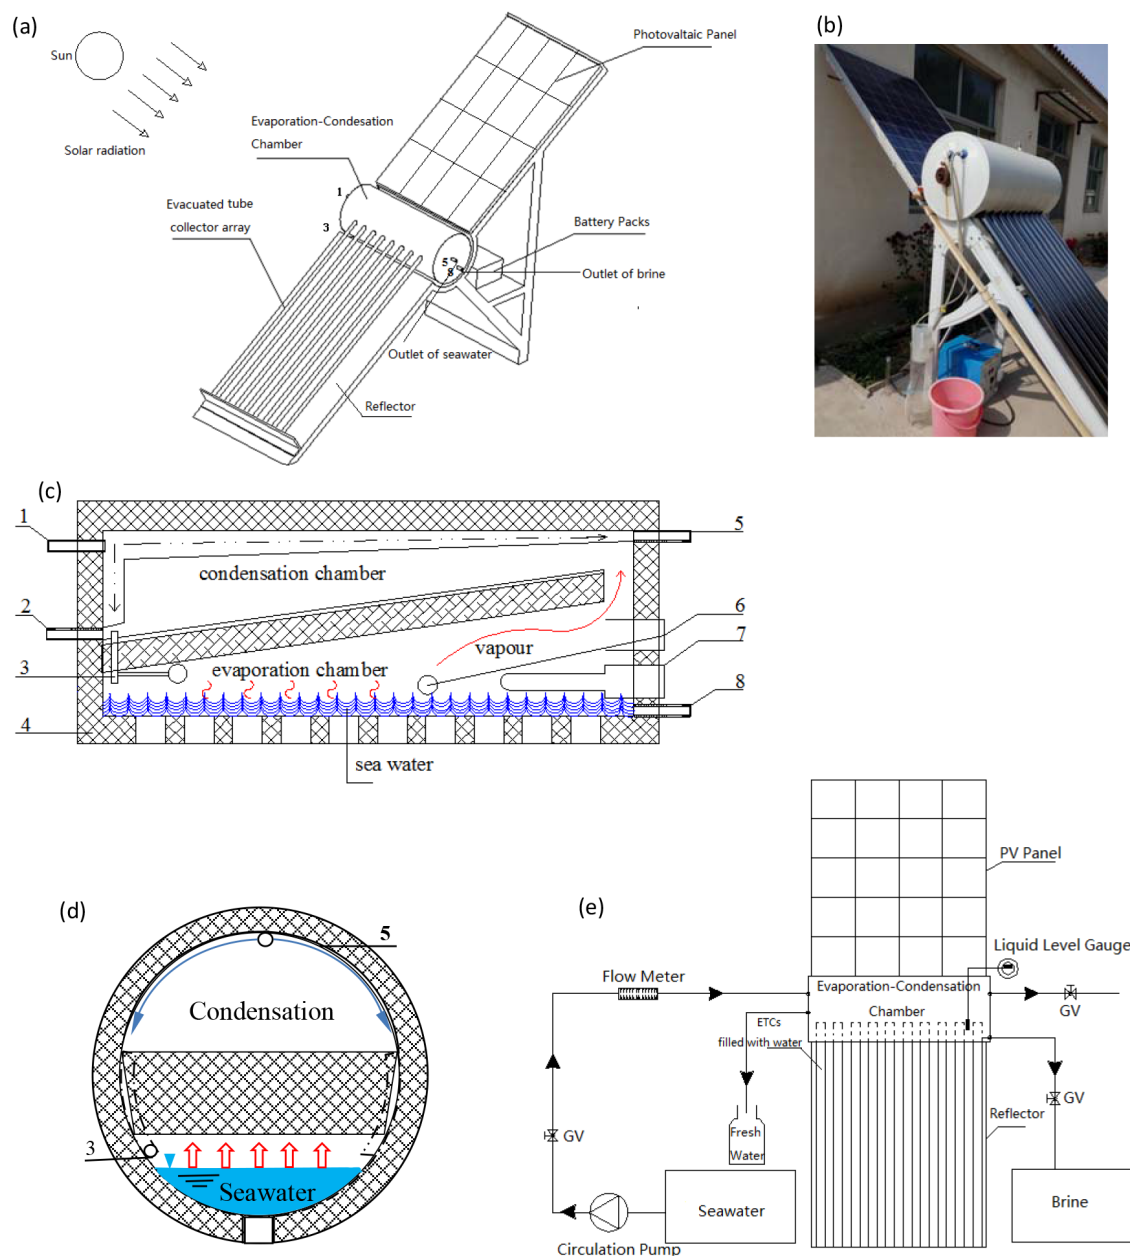 (a)
Sun
Solar radiation
Photovaltaic Panel
Evaporation-Condesation
Chamber
1
Evacuated tube
collector array
3
Battery Packs
5
8
Outlet of brine
Outlet of seawater
Reflector
(b)
(c)
1
5
condensation chamber
2
6
vapour
7
3
evaporation chamber
8
4
sea water
(d)
5
Condensation
3
Seawater
(e)
PV Panel
Liquid Level Gauge
Flow Meter
Evaporation-Condensation
Chamber
GV
ETCs
filled with water
GV
GV
Reflector
Fresh
Water
Seawater
Brine
Circulation Pump